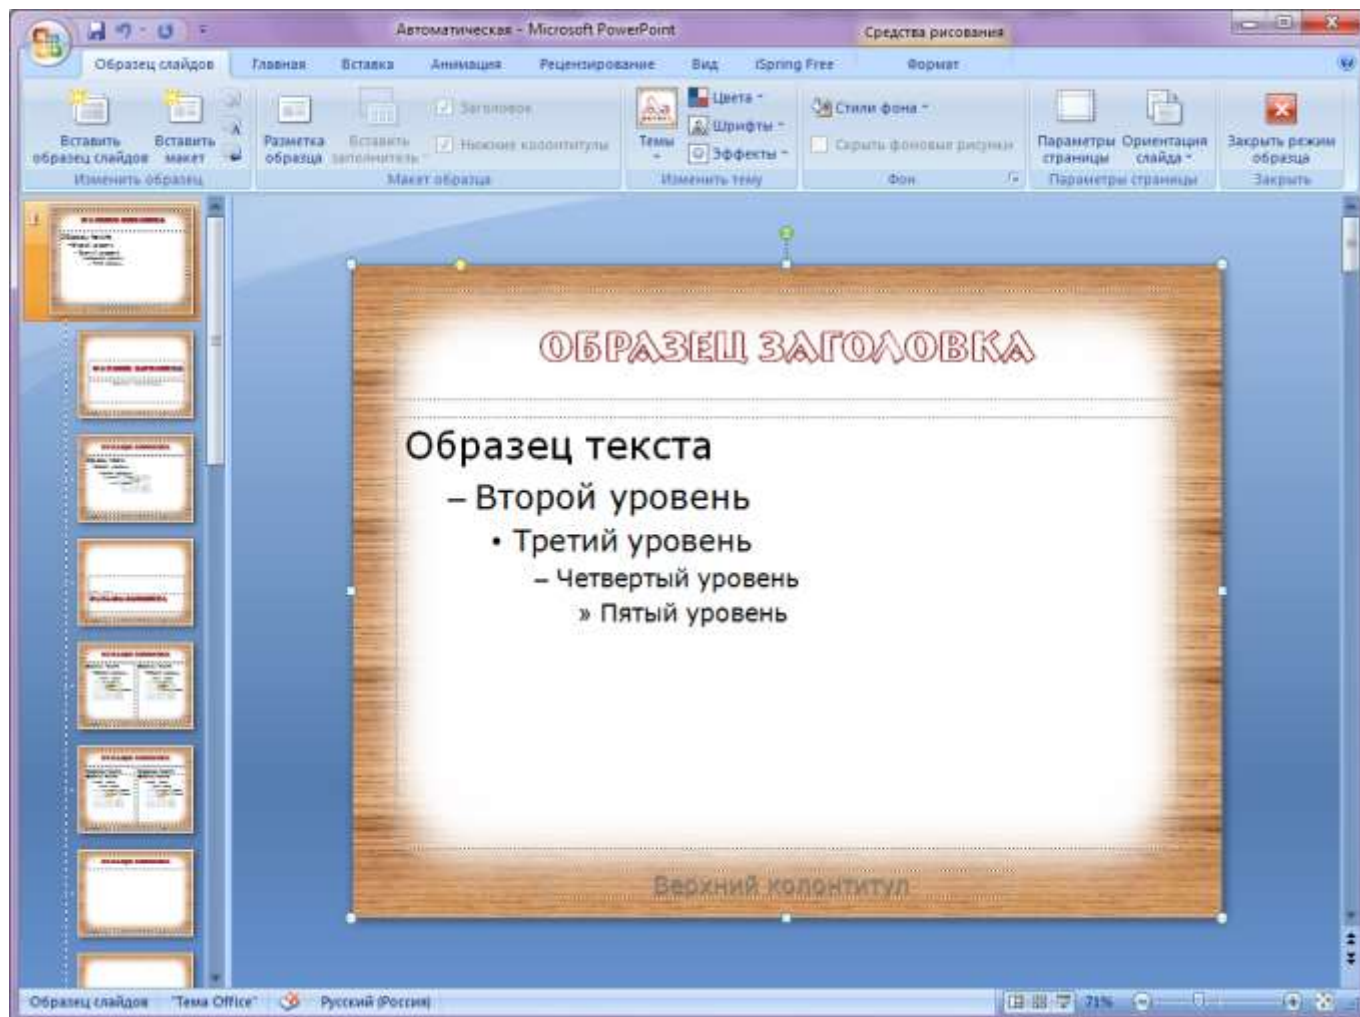 Автоматическая - Microsoft PowerPoint
Средства рисования
Образец слайдов Главная Вставка Анимация Рецензирование Вид iSpring Free Формат
Вставить образец слайдов
Вставить макет
Изменить образец
Разметка образца
Вставить заполнитель
Заголовок
Нижние колонтитулы
Макет образца
Темы
Цвета
Шрифты
Эффекты
Изменить тему
Стили фона
Скрыть фоновые рисунки
Фон
Параметры страницы
Ориентация слайда
Параметры страницы
Закрыть режим образца
Закрыть
1
ОБРАЗЕЦ ЗАГОЛОВКА
Образец текста
– Второй уровень
• Третий уровень
– Четвертый уровень
» Пятый уровень
Верхний колонтитул
Образец слайдов "Тема Office" Русский (Россия) 71%